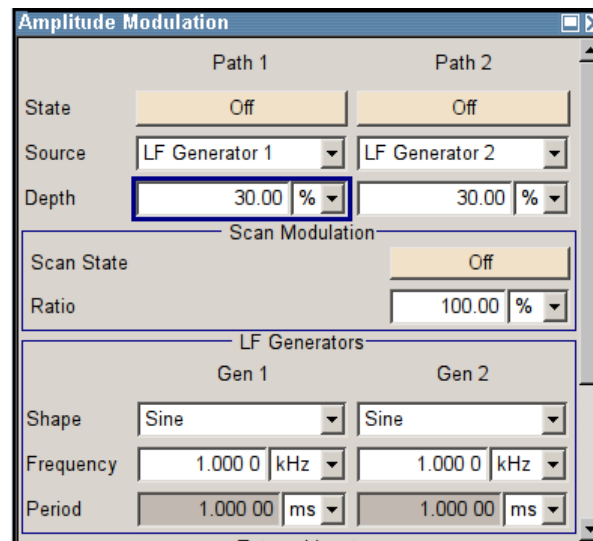 Amplitude Modulation
Path 1 Path 2
State Off Off
Source LF Generator 1 LF Generator 2
Depth 30.00 % 30.00 %
Scan Modulation
Scan State Off
Ratio 100.00 %
LF Generators
Gen 1 Gen 2
Shape Sine Sine
Frequency 1.000 0 kHz 1.000 0 kHz
Period 1.000 00 ms 1.000 00 ms